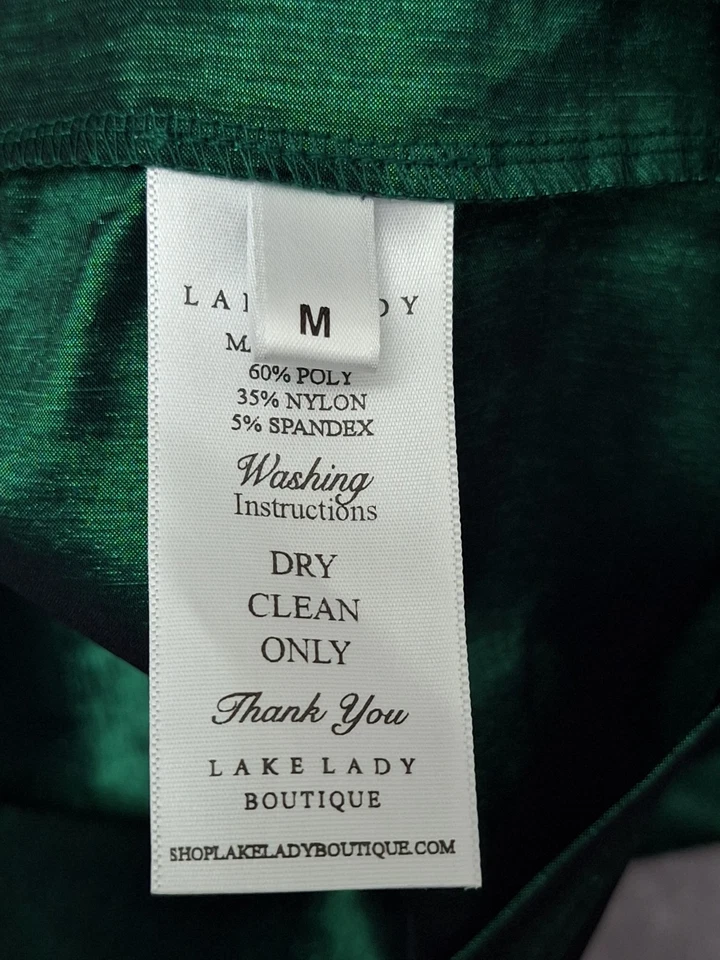 M
60% POLY
35% NYLON
5% SPANDEX
Washing
Instructions
DRY
CLEAN
ONLY
Thank You
LAKE LADY
BOUTIQUE
SHOPLAKELADYBOUTIQUE.COM